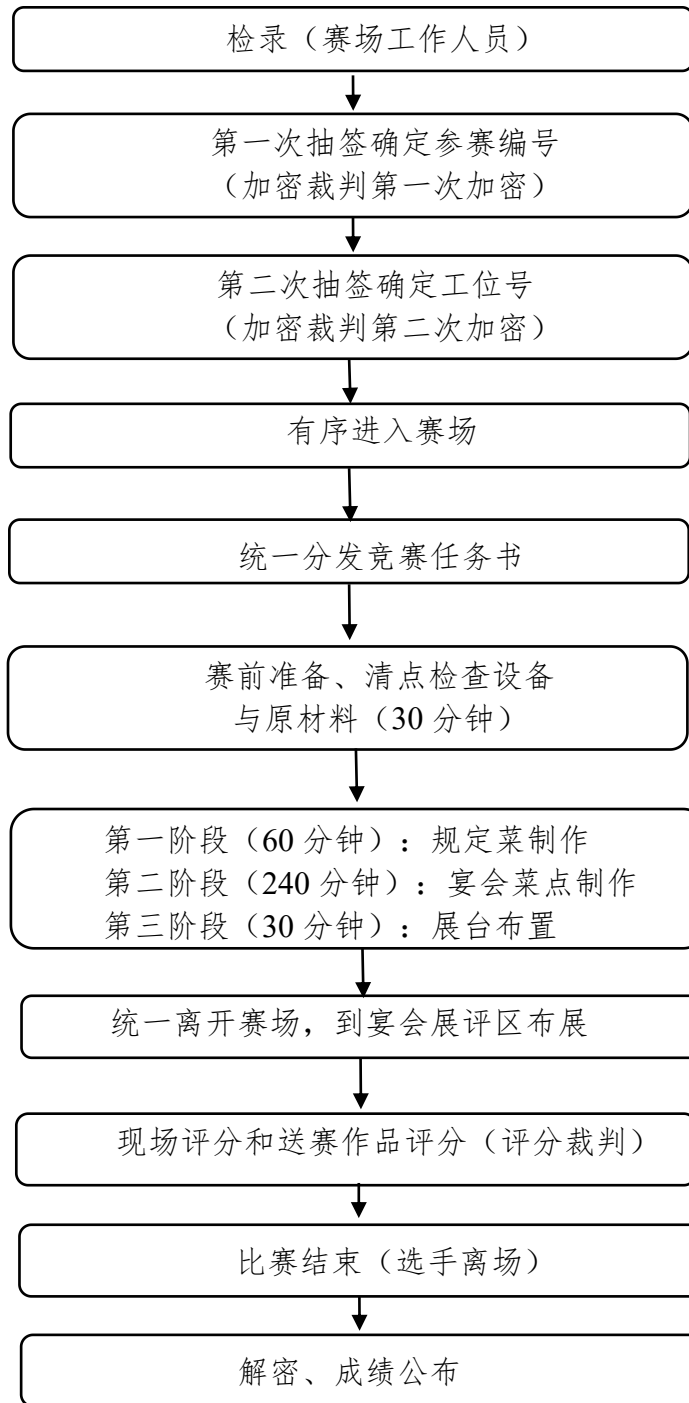 检录（赛场工作人员）
第一次抽签确定参赛编号
（加密裁判第一次加密）
第二次抽签确定工位号
（加密裁判第二次加密）
有序进入赛场
统一分发竞赛任务书
赛前准备、清点检查设备
与原材料（30 分钟）
第一阶段（60 分钟）：规定菜制作
第二阶段（240 分钟）：宴会菜点制作
第三阶段（30 分钟）：展台布置
统一离开赛场，到宴会展评区布展
现场评分和送赛作品评分（评分裁判）
比赛结束（选手离场）
解密、成绩公布